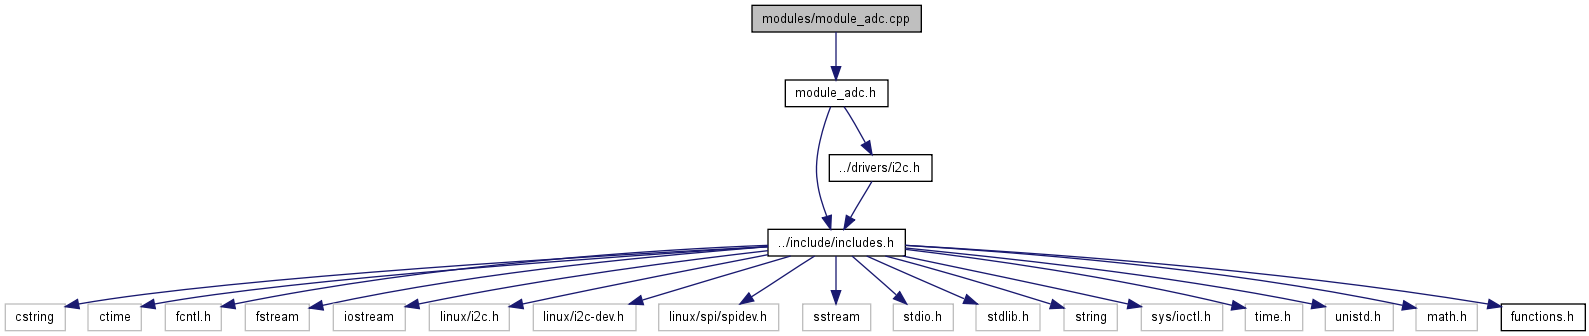 modules/module_adc.cpp
module_adc.h
../drivers/i2c.h
../include/includes.h
cstring
ctime
fcntl.h
fstream
iostream
linux/i2c.h
linux/i2c-dev.h
linux/spi/spidev.h
sstream
stdio.h
stdlib.h
string
sys/ioctl.h
time.h
unistd.h
math.h
functions.h